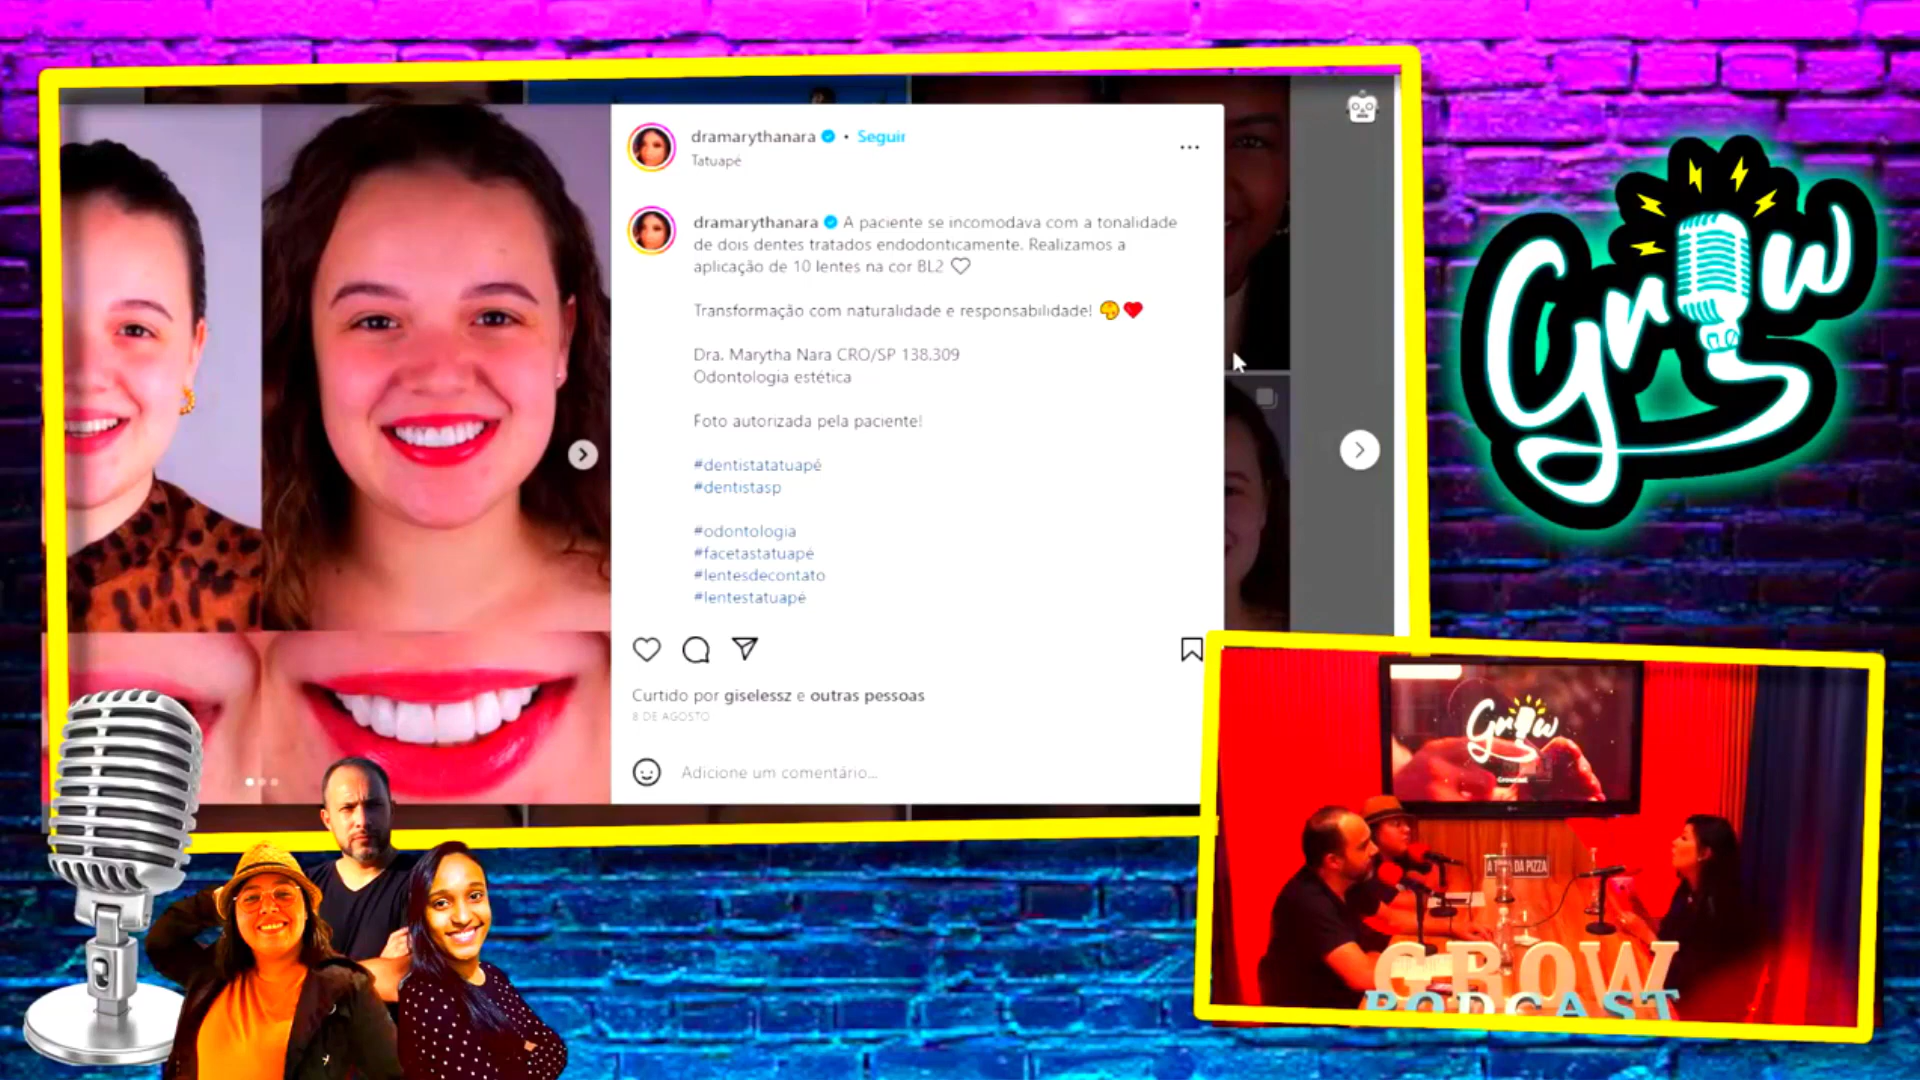 dramarythanara • Seguir
Tatuapé
dramarythanara A paciente se incomodava com a tonalidade
de dois dentes tratados endodonticamente. Realizamos a
aplicação de 10 lentes na cor BL2
Transformação com naturalidade e responsabilidade!
Dra. Marytha Nara CRO/SP 138.309
Odontologia estética
Foto autorizada pela paciente!
#dentistatatuapé
#dentistasp
#odontologia
#facetastatuapé
#lentesdecontato
#lentestatuapé
Curtido por giselessz e outras pessoas
8 DE AGOSTO
Adicione um comentário...
Grow
Grow
DA PIZZA
GROW
PODCAST